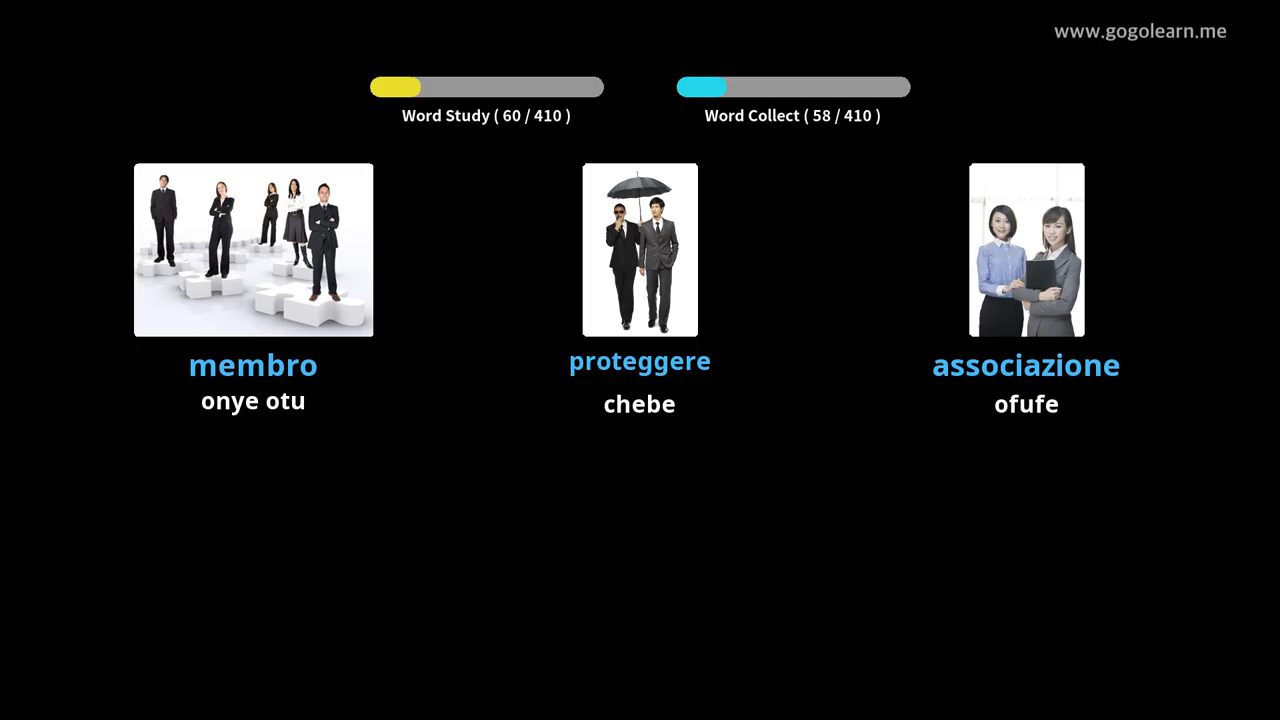 www.gogolearn.me
Word Study ( 60 / 410 )
Word Collect ( 58 / 410 )
membro
onye otu
proteggere
chebe
associazione
ofufe